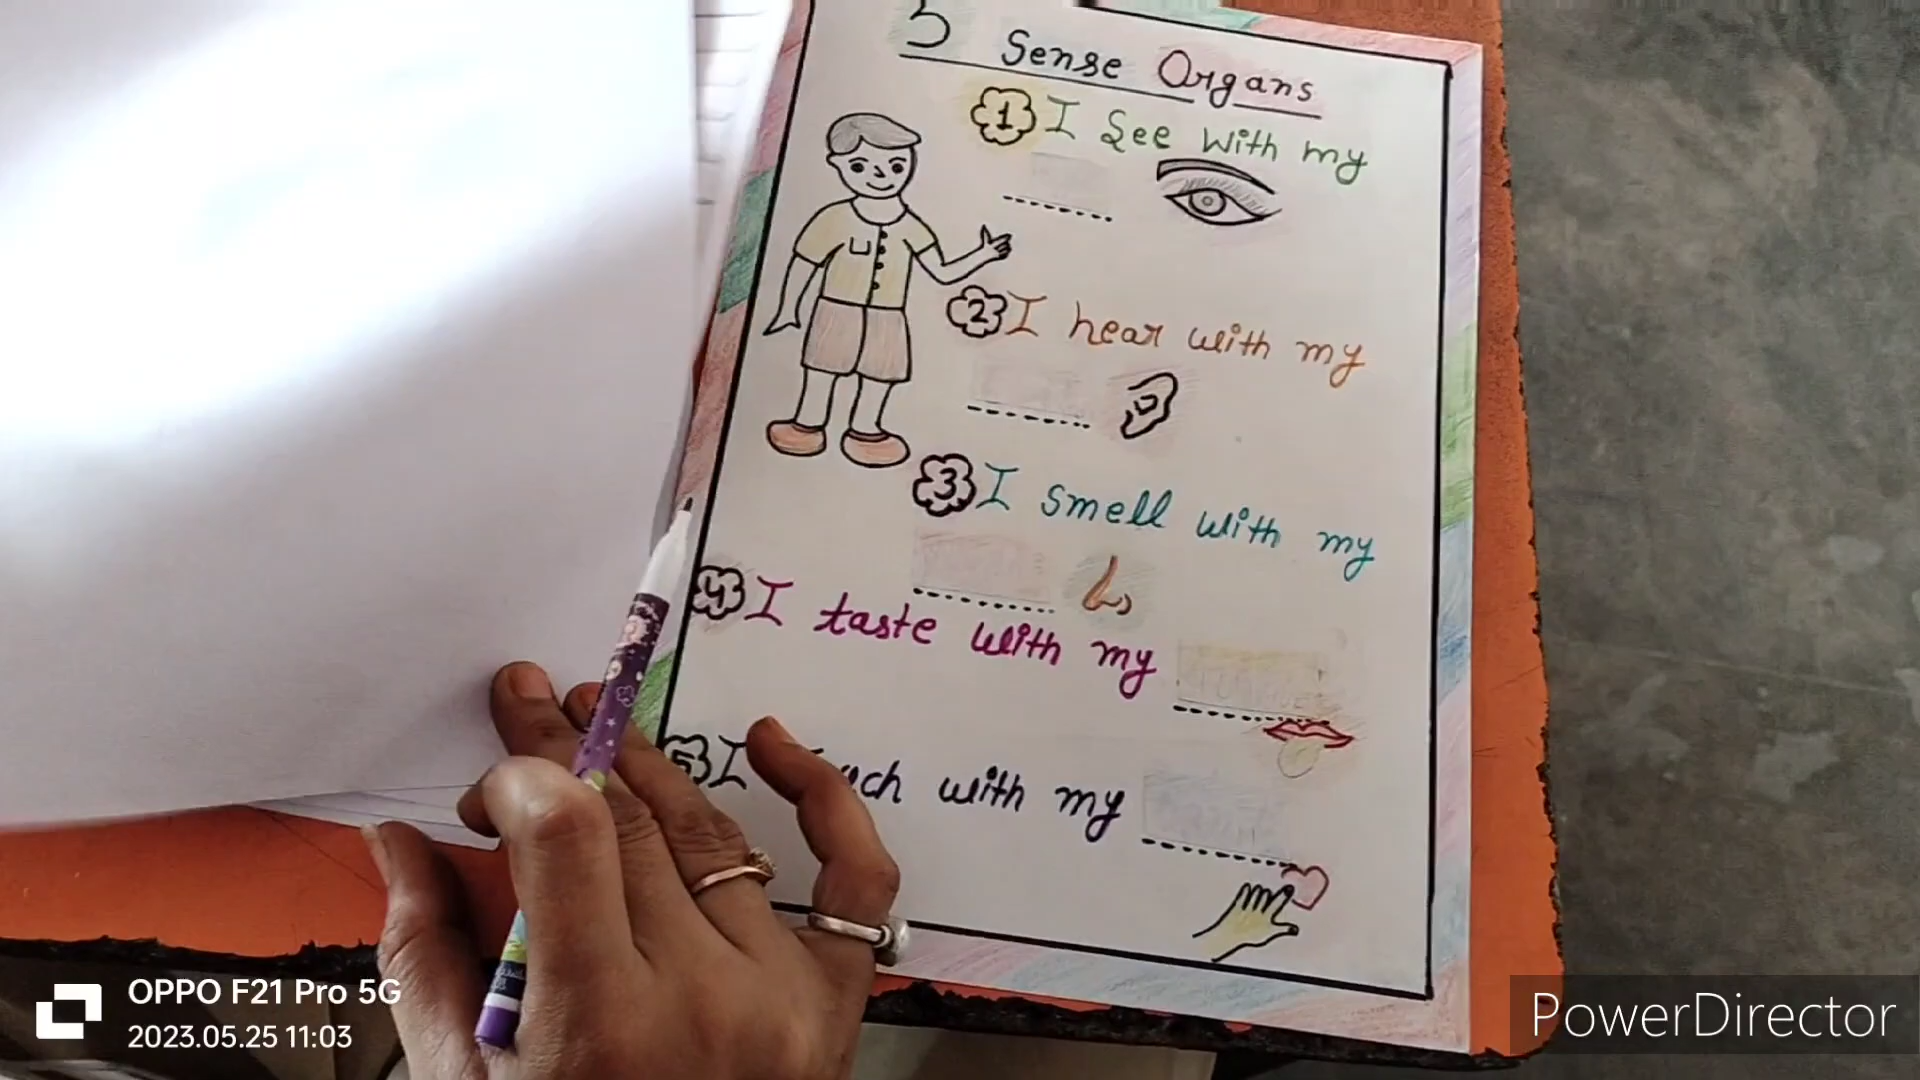 5 Sense Organs
1 I See with my
2 I hear with my
3 I smell with my
4 I taste with my
5 I with my
OPPO F21 Pro 5G
2023.05.25 11:03
PowerDirector